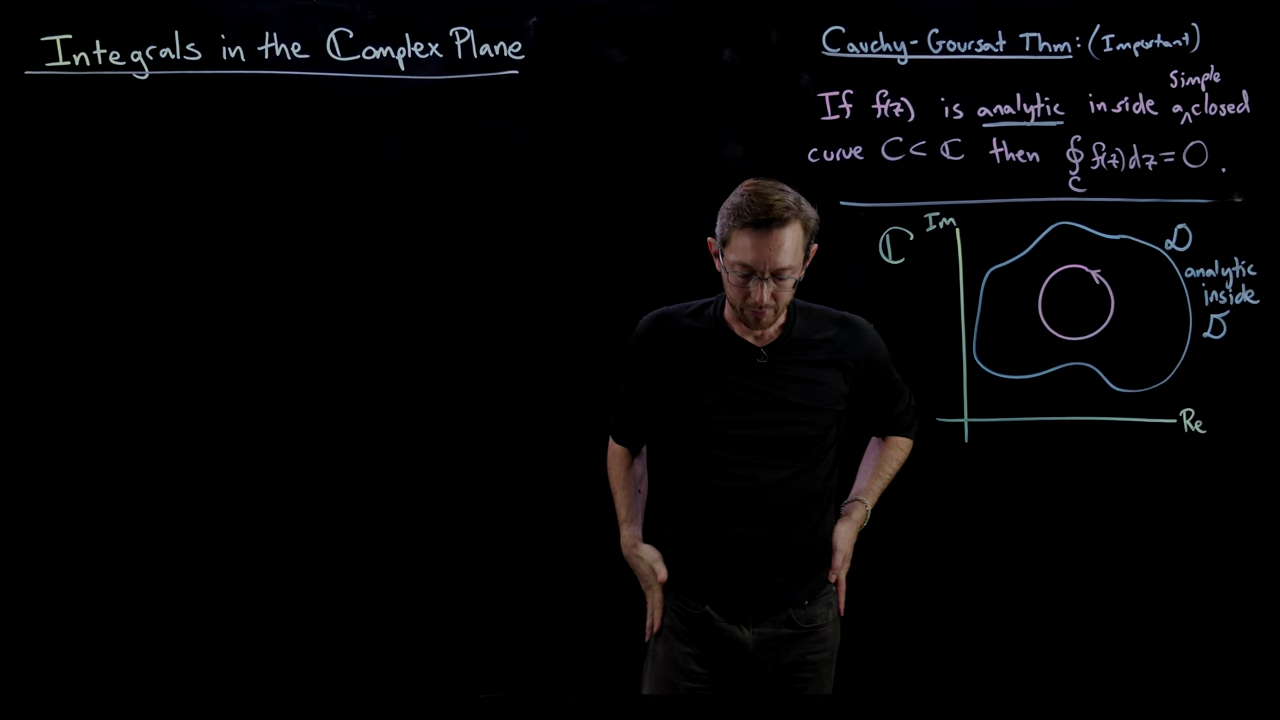 Integrals in the ℂomplex Plane
Cauchy-Goursat Thm: (Important)
If f(z) is analytic inside a simple closed
curve C < ℂ then ∮_C f(z)dz = 0.
ℂ
Im
D
analytic
inside
D
Re